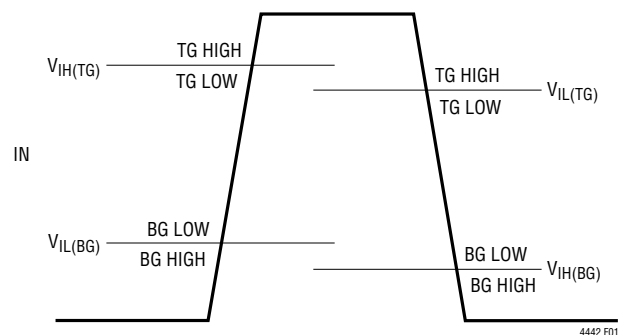 TG HIGH
V_IH(TG)
TG LOW
TG HIGH
V_IL(TG)
TG LOW
IN
BG LOW
V_IL(BG)
BG HIGH
BG LOW
V_IH(BG)
BG HIGH
4442 F01